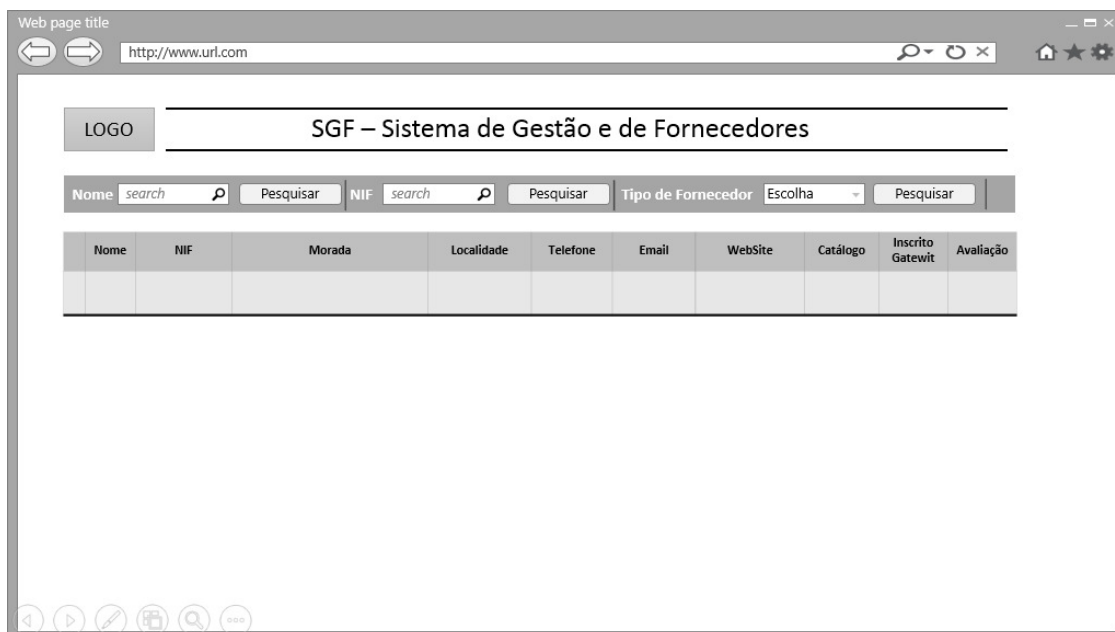 Web page title
http://www.url.com
LOGO
SGF – Sistema de Gestão e de Fornecedores
Nome search Pesquisar NIF search Pesquisar Tipo de Fornecedor Escolha Pesquisar
Nome NIF Morada Localidade Telefone Email WebSite Catálogo Inscrito Gatewit Avaliação